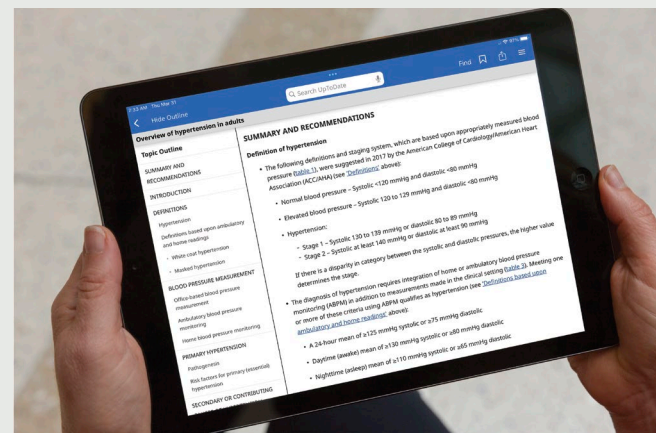 7:53 AM Thu Mar 31
97%
Hide Outline
Search UpToDate
Find
Overview of hypertension in adults
Topic Outline
SUMMARY AND
RECOMMENDATIONS
INTRODUCTION
DEFINITIONS
Hypertension
Definitions based upon ambulatory
and home readings
• White coat hypertension
• Masked hypertension
BLOOD PRESSURE MEASUREMENT
Office-based blood pressure
measurement
Ambulatory blood pressure
monitoring
Home blood pressure monitoring
PRIMARY HYPERTENSION
Pathogenesis
Risk factors for primary (essential)
hypertension
SECONDARY OR CONTRIBUTING
SUMMARY AND RECOMMENDATIONS
Definition of hypertension
• The following definitions and staging system, which are based upon appropriately measured blood
pressure (table 1), were suggested in 2017 by the American College of Cardiology/American Heart
Association (ACC/AHA) (see 'Definitions' above):
• Normal blood pressure – Systolic <120 mmHg and diastolic <80 mmHg
• Elevated blood pressure – Systolic 120 to 129 mmHg and diastolic <80 mmHg
• Hypertension:
- Stage 1 – Systolic 130 to 139 mmHg or diastolic 80 to 89 mmHg
- Stage 2 – Systolic at least 140 mmHg or diastolic at least 90 mmHg
If there is a disparity in category between the systolic and diastolic pressures, the higher value
determines the stage.
• The diagnosis of hypertension requires integration of home or ambulatory blood pressure
monitoring (ABPM) in addition to measurements made in the clinical setting (table 3). Meeting one
or more of these criteria using ABPM qualifies as hypertension (see 'Definitions based upon
ambulatory and home readings' above):
• A 24-hour mean of ≥125 mmHg systolic or ≥75 mmHg diastolic
• Daytime (awake) mean of ≥130 mmHg systolic or ≥80 mmHg diastolic
• Nighttime (asleep) mean of ≥110 mmHg systolic or ≥65 mmHg diastolic